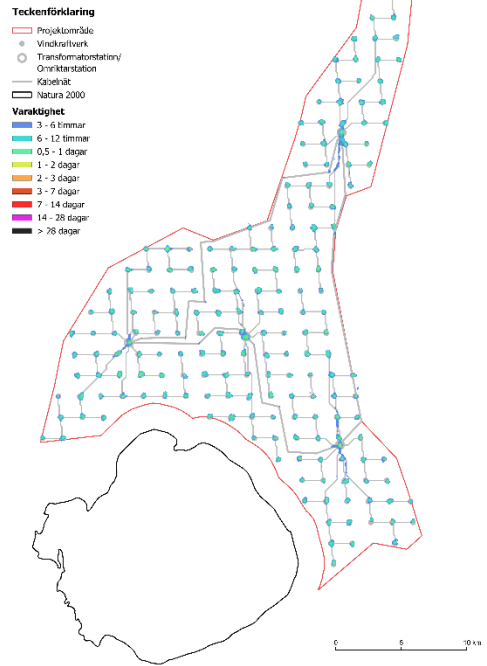 Teckenförklaring
Projektområde
Vindkraftverk
Transformatorstation/
Omriktarstation
Kabelnät
Natura 2000
Varaktighet
3 - 6 timmar
6 - 12 timmar
0,5 - 1 dagar
1 - 2 dagar
2 - 3 dagar
3 - 7 dagar
7 - 14 dagar
14 - 28 dagar
> 28 dagar
0 5 10 km